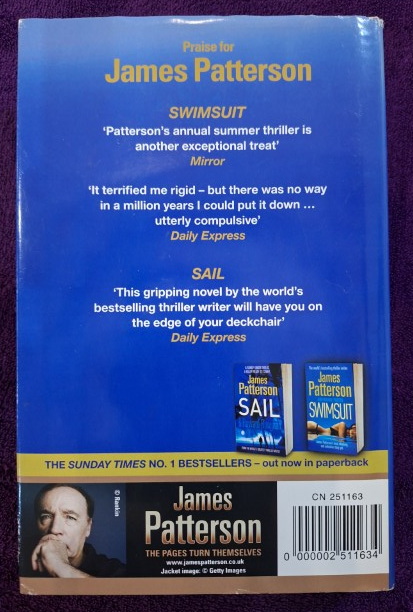 Praise for
James Patterson
SWIMSUIT
‘Patterson’s annual summer thriller is
another exceptional treat’
Mirror
‘It terrified me rigid – but there was no way
in a million years I could put it down …
utterly compulsive’
Daily Express
SAIL
‘This gripping novel by the world’s
bestselling thriller writer will have you on
the edge of your deckchair’
Daily Express
James
Patterson
SAIL
James
Patterson
SWIMSUIT
THE SUNDAY TIMES NO. 1 BESTSELLERS – out now in paperback
© Rankin
James
Patterson
THE PAGES TURN THEMSELVES
www.jamespatterson.co.uk
Jacket image: © Getty Images
CN 251163
0 000002 511634